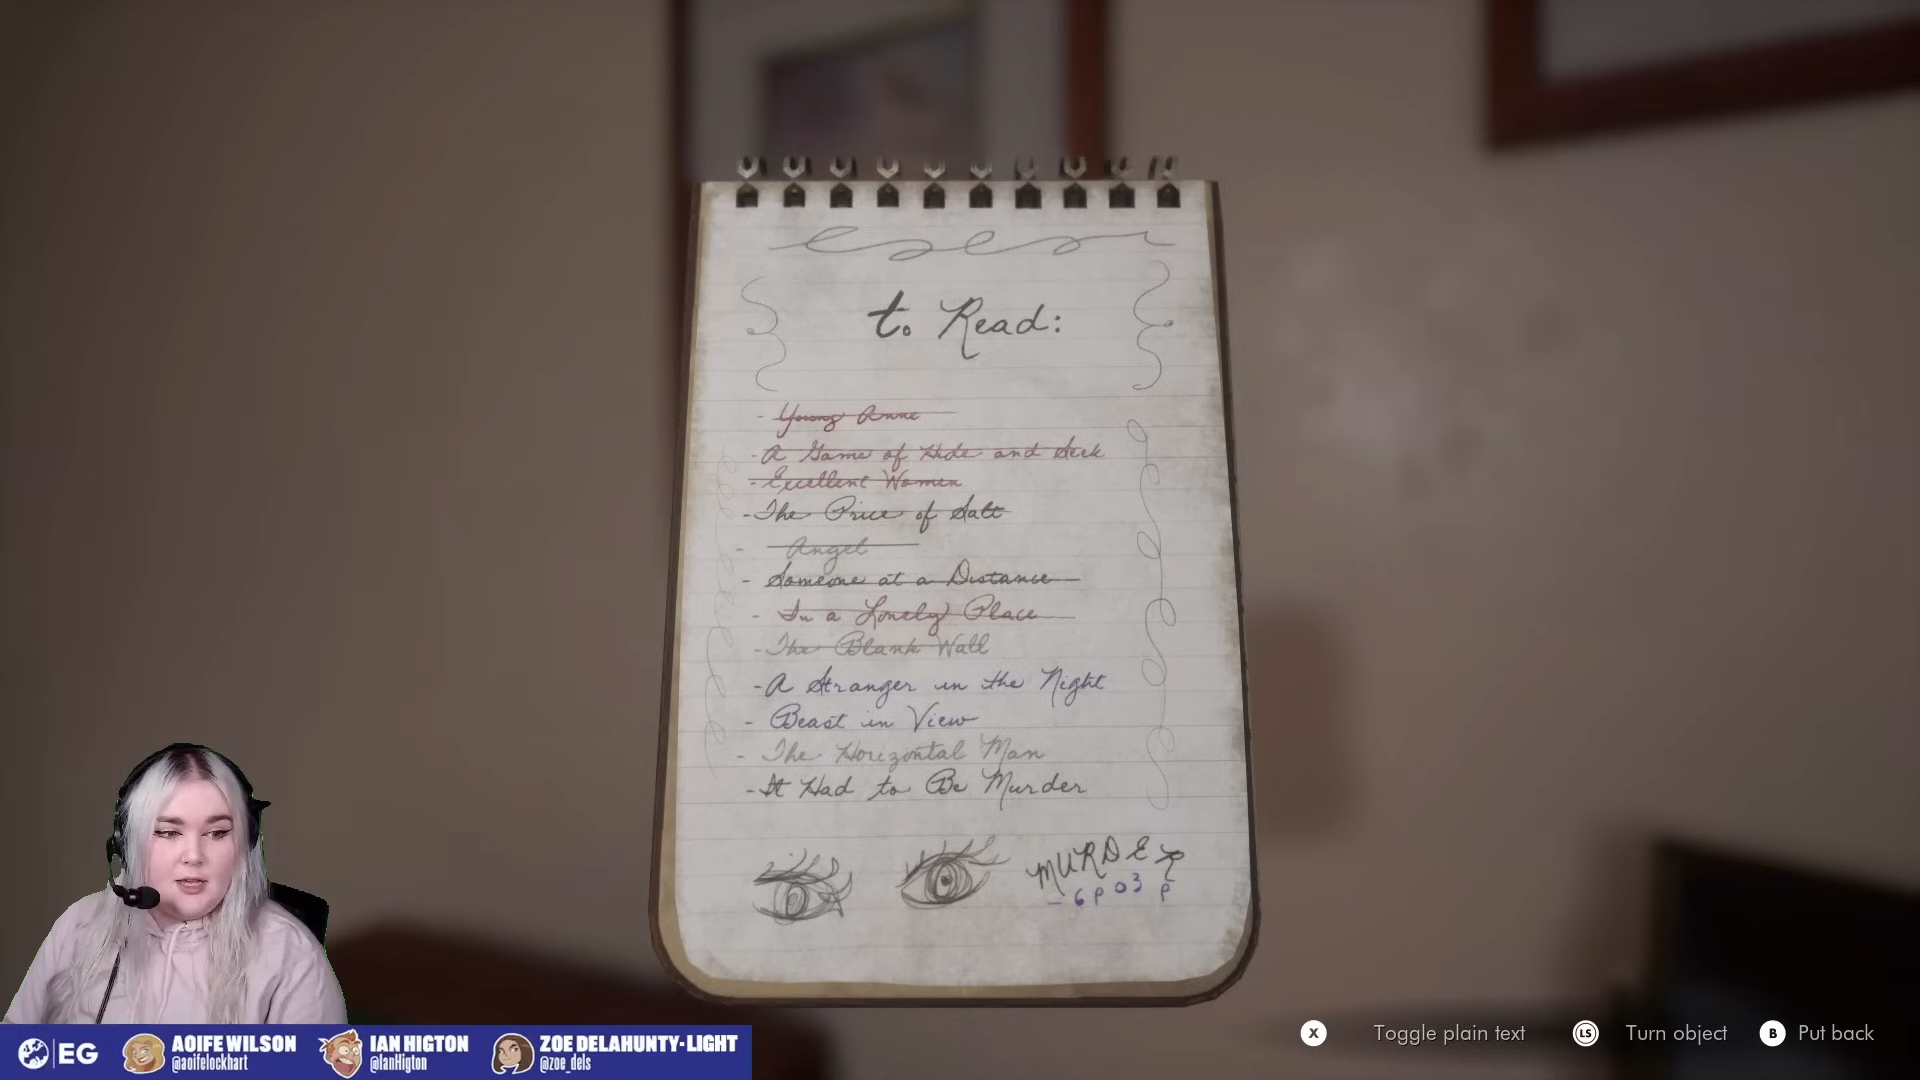 to Read:
- Young Anne
- A Game of Hide and Seek
- Excellent Women
- The Price of Salt
- Angel
- Someone at a Distance
- In a Lonely Place
- The Blank Wall
- A Stranger in the Night
- Beast in View
- The Horizontal Man
- It Had to Be Murder
MURDER
- 6 P 03 P
X Toggle plain text LS Turn object B Put back
EG AOIFE WILSON @aoifelockhart IAN HIGTON @IanHigton ZOE DELAHUNTY-LIGHT @zoe_dels